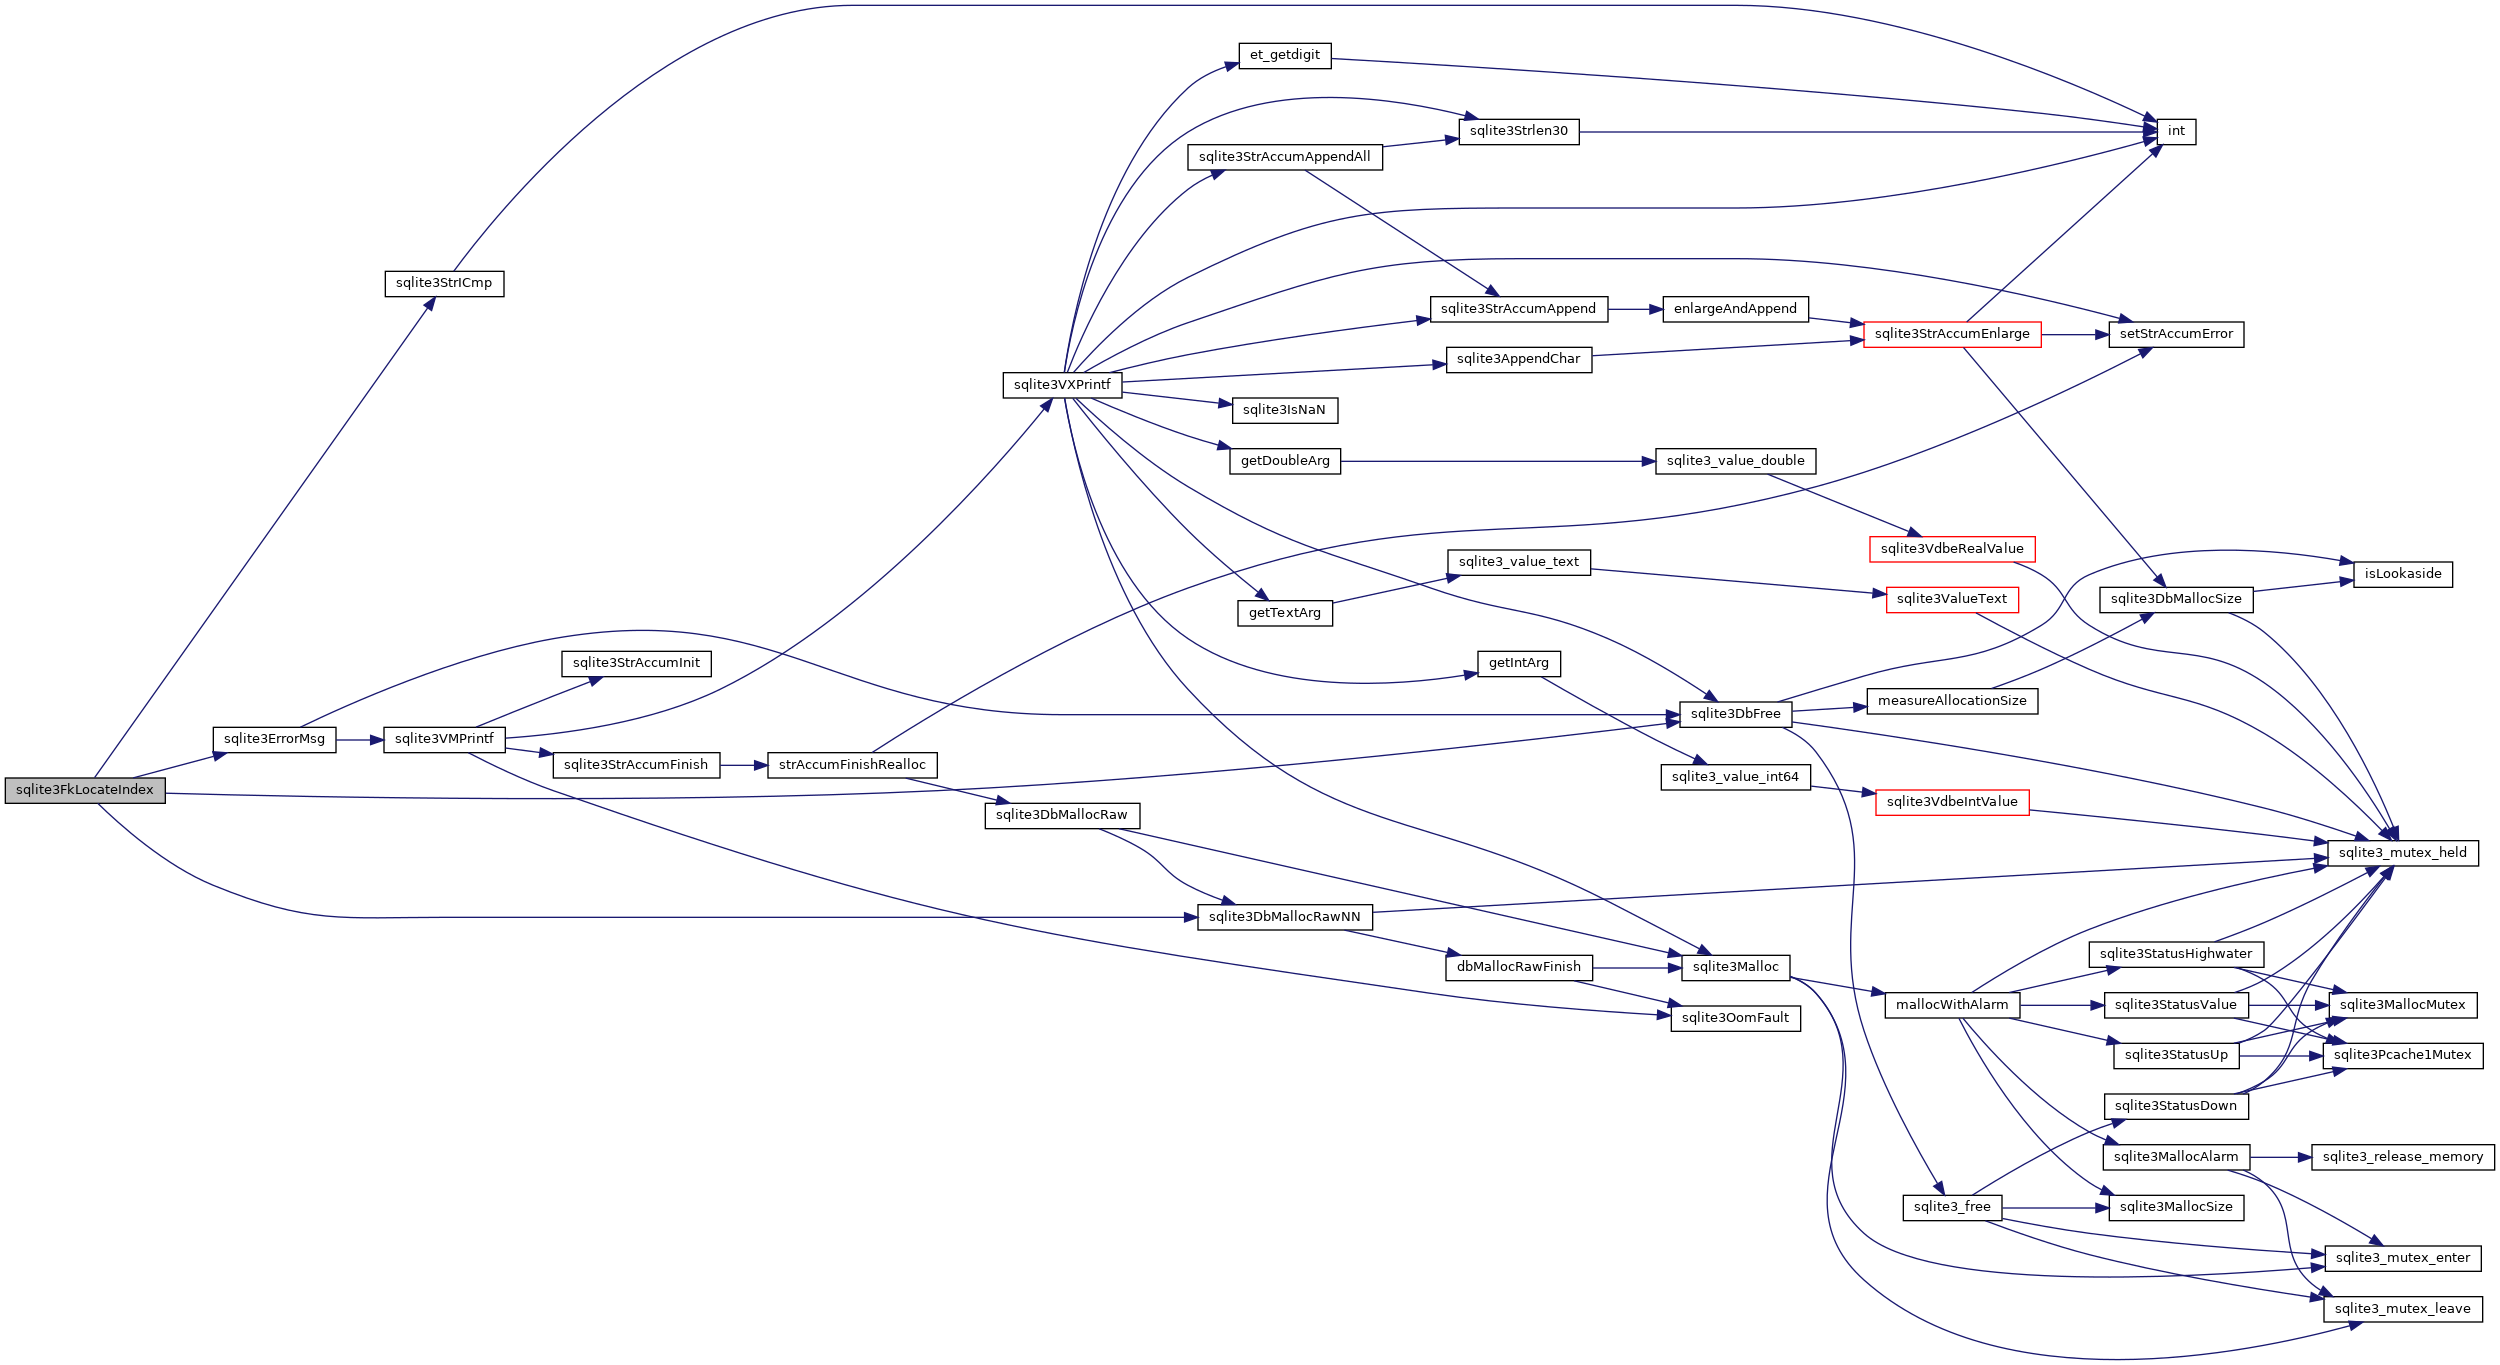 et_getdigit
sqlite3Strlen30
int
sqlite3StrAccumAppendAll
sqlite3StrICmp
sqlite3StrAccumAppend
enlargeAndAppend
sqlite3StrAccumEnlarge
setStrAccumError
sqlite3AppendChar
sqlite3VXPrintf
sqlite3IsNaN
getDoubleArg
sqlite3_value_double
sqlite3VdbeRealValue
sqlite3_value_text
isLookaside
sqlite3ValueText
sqlite3DbMallocSize
getTextArg
sqlite3StrAccumInit
getIntArg
measureAllocationSize
sqlite3DbFree
sqlite3ErrorMsg
sqlite3VMPrintf
sqlite3StrAccumFinish
strAccumFinishRealloc
sqlite3_value_int64
sqlite3FkLocateIndex
sqlite3VdbeIntValue
sqlite3DbMallocRaw
sqlite3_mutex_held
sqlite3DbMallocRawNN
sqlite3StatusHighwater
dbMallocRawFinish
sqlite3Malloc
mallocWithAlarm
sqlite3StatusValue
sqlite3MallocMutex
sqlite3OomFault
sqlite3StatusUp
sqlite3Pcache1Mutex
sqlite3StatusDown
sqlite3MallocAlarm
sqlite3_release_memory
sqlite3_free
sqlite3MallocSize
sqlite3_mutex_enter
sqlite3_mutex_leave